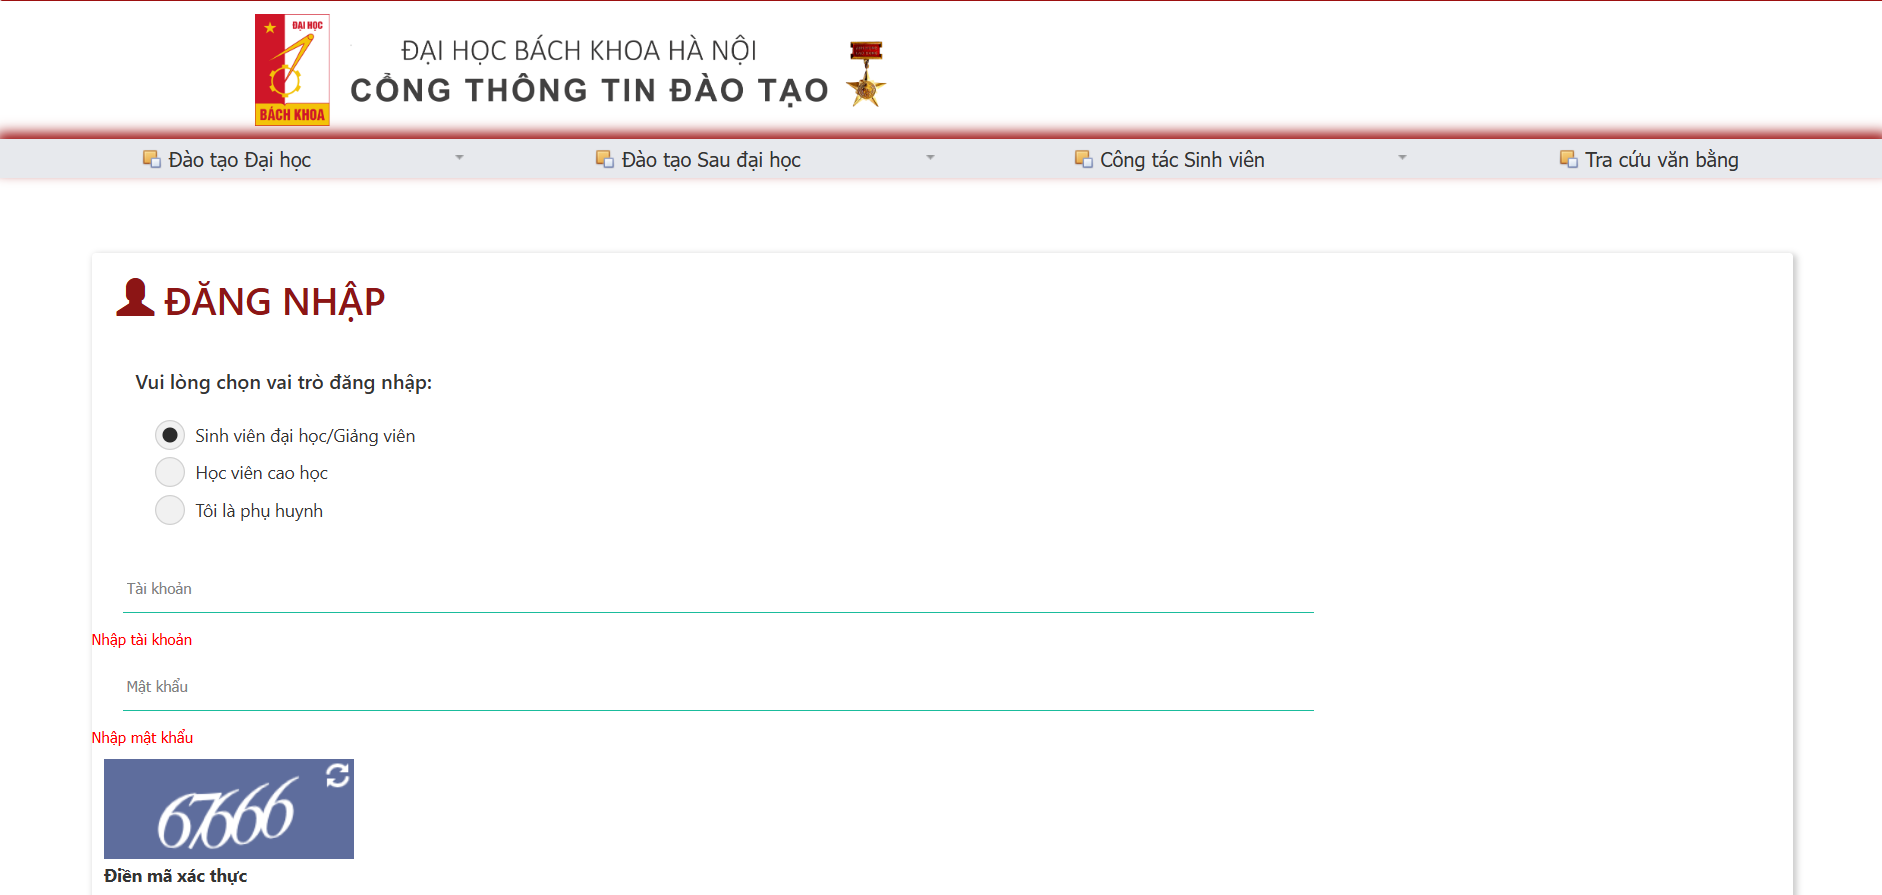 ĐẠI HỌC
BÁCH KHOA
ĐẠI HỌC BÁCH KHOA HÀ NỘI
CỔNG THÔNG TIN ĐÀO TẠO
Đào tạo Đại học
Đào tạo Sau đại học
Công tác Sinh viên
Tra cứu văn bằng
ĐĂNG NHẬP
Vui lòng chọn vai trò đăng nhập:
Sinh viên đại học/Giảng viên
Học viên cao học
Tôi là phụ huynh
Tài khoản
Nhập tài khoản
Mật khẩu
Nhập mật khẩu
67666
Điền mã xác thực